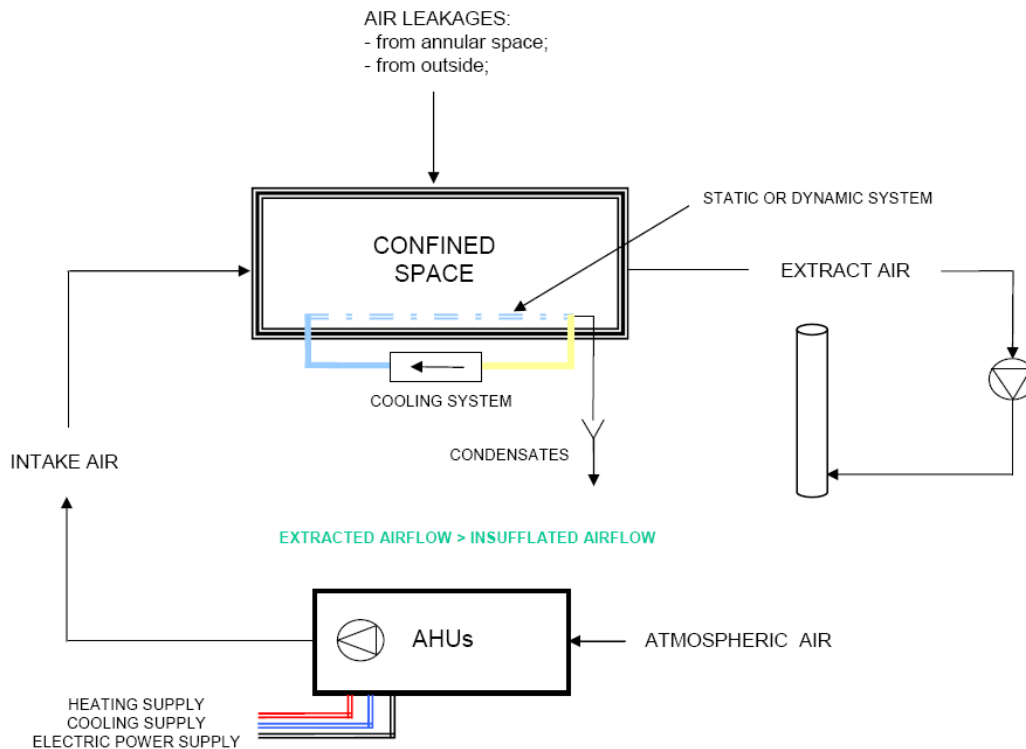 AIR LEAKAGES:
- from annular space;
- from outside;
STATIC OR DYNAMIC SYSTEM
CONFINED
SPACE
EXTRACT AIR
COOLING SYSTEM
CONDENSATES
INTAKE AIR
EXTRACTED AIRFLOW > INSUFFLATED AIRFLOW
AHUs
ATMOSPHERIC AIR
HEATING SUPPLY
COOLING SUPPLY
ELECTRIC POWER SUPPLY